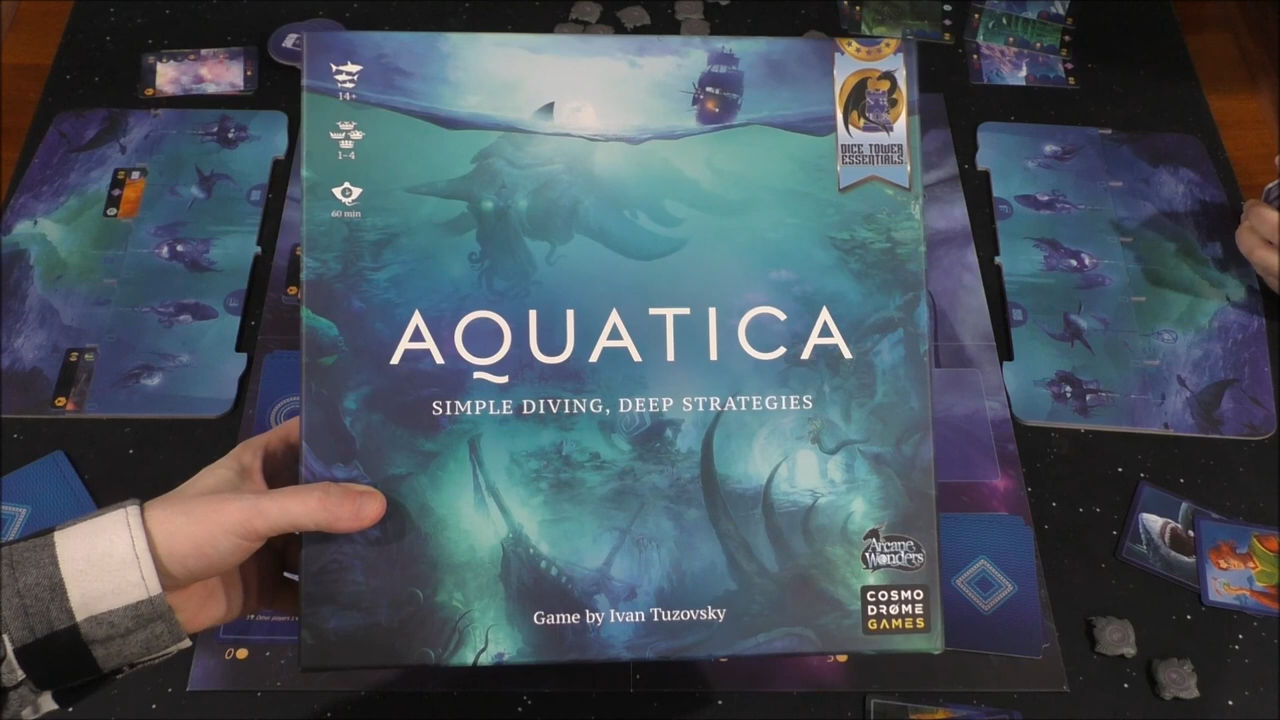 14+
1-4
60 min
DICE TOWER
ESSENTIALS
AQUATICA
SIMPLE DIVING, DEEP STRATEGIES
Game by Ivan Tuzovsky
Arcane
Wonders
COSMO
DRØME
GAMES
0